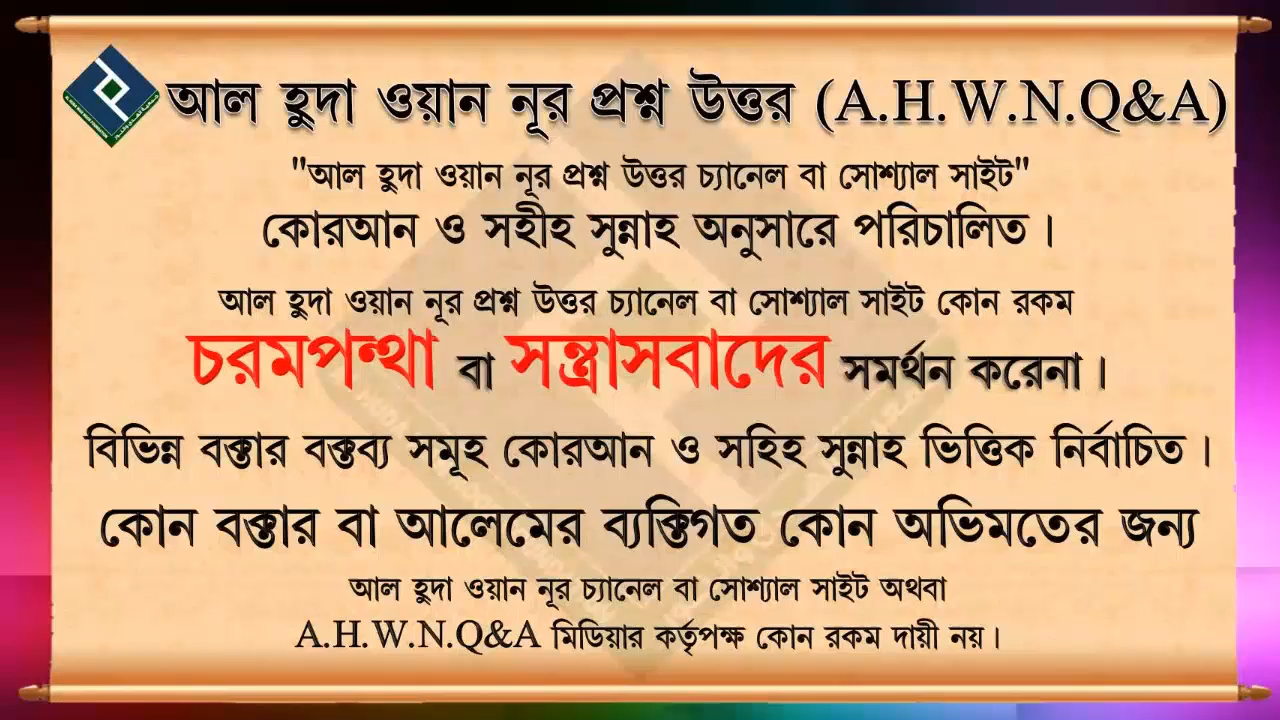 আল হুদা ওয়ান নূর প্রশ্ন উত্তর (A.H.W.N.Q&A)
"আল হুদা ওয়ান নূর প্রশ্ন উত্তর চ্যানেল বা সোশ্যাল সাইট"
কোরআন ও সহীহ সুন্নাহ অনুসারে পরিচালিত।
আল হুদা ওয়ান নূর প্রশ্ন উত্তর চ্যানেল বা সোশ্যাল সাইট কোন রকম
চরমপন্থা বা সন্ত্রাসবাদের সমর্থন করেনা।
বিভিন্ন বক্তার বক্তব্য সমূহ কোরআন ও সহিহ সুন্নাহ ভিত্তিক নির্বাচিত।
কোন বক্তার বা আলেমের ব্যক্তিগত কোন অভিমতের জন্য
আল হুদা ওয়ান নূর চ্যানেল বা সোশ্যাল সাইট অথবা
A.H.W.N.Q&A মিডিয়ার কর্তৃপক্ষ কোন রকম দায়ী নয়।